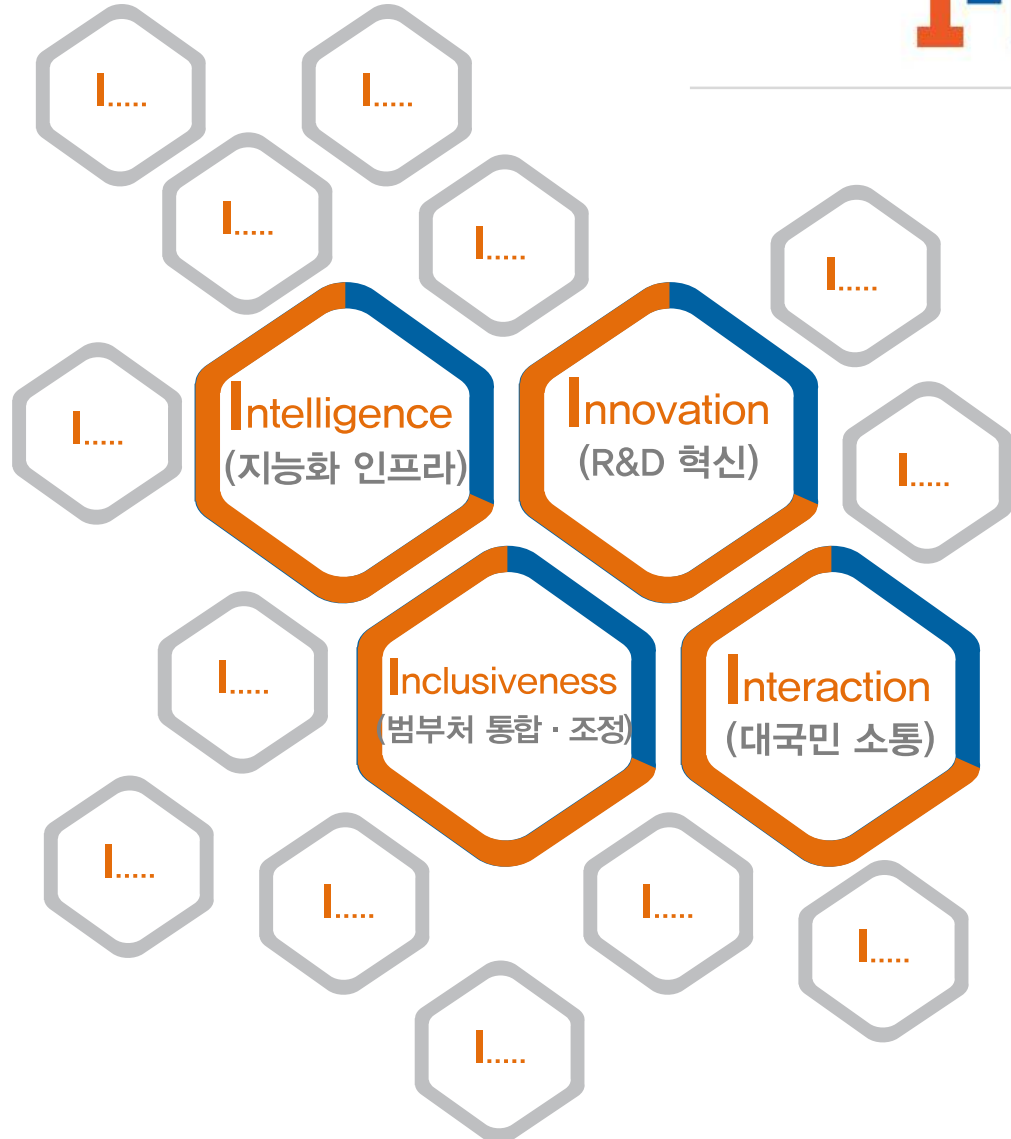 I.....
I.....
I.....
I.....
I.....
Intelligence
(지능화 인프라)
Innovation
(R&D 혁신)
I.....
I.....
Inclusiveness
(범부처 통합 · 조정)
Interaction
(대국민 소통)
I.....
I.....
I.....
I.....
I.....
I.....